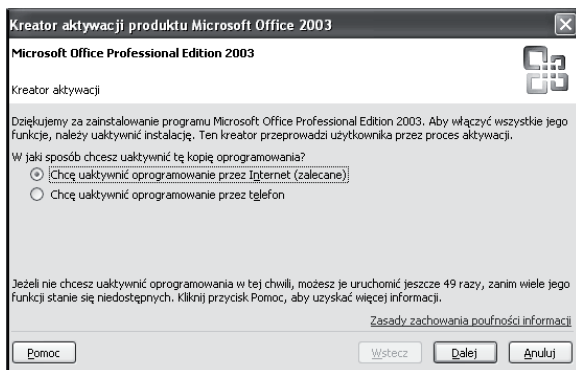 Kreator aktywacji produktu Microsoft Office 2003
Microsoft Office Professional Edition 2003
Kreator aktywacji
Dziękujemy za zainstalowanie programu Microsoft Office Professional Edition 2003. Aby włączyć wszystkie jego
funkcje, należy uaktywnić instalację. Ten kreator przeprowadzi użytkownika przez proces aktywacji.
W jaki sposób chcesz uaktywnić tę kopię oprogramowania?
Chcę uaktywnić oprogramowanie przez Internet (zalecane)
Chcę uaktywnić oprogramowanie przez telefon
Jeżeli nie chcesz uaktywnić oprogramowania w tej chwili, możesz je uruchomić jeszcze 49 razy, zanim wiele jego
funkcji stanie się niedostępnych. Kliknij przycisk Pomoc, aby uzyskać więcej informacji.
Zasady zachowania poufności informacji
Pomoc
Wstecz
Dalej
Anuluj